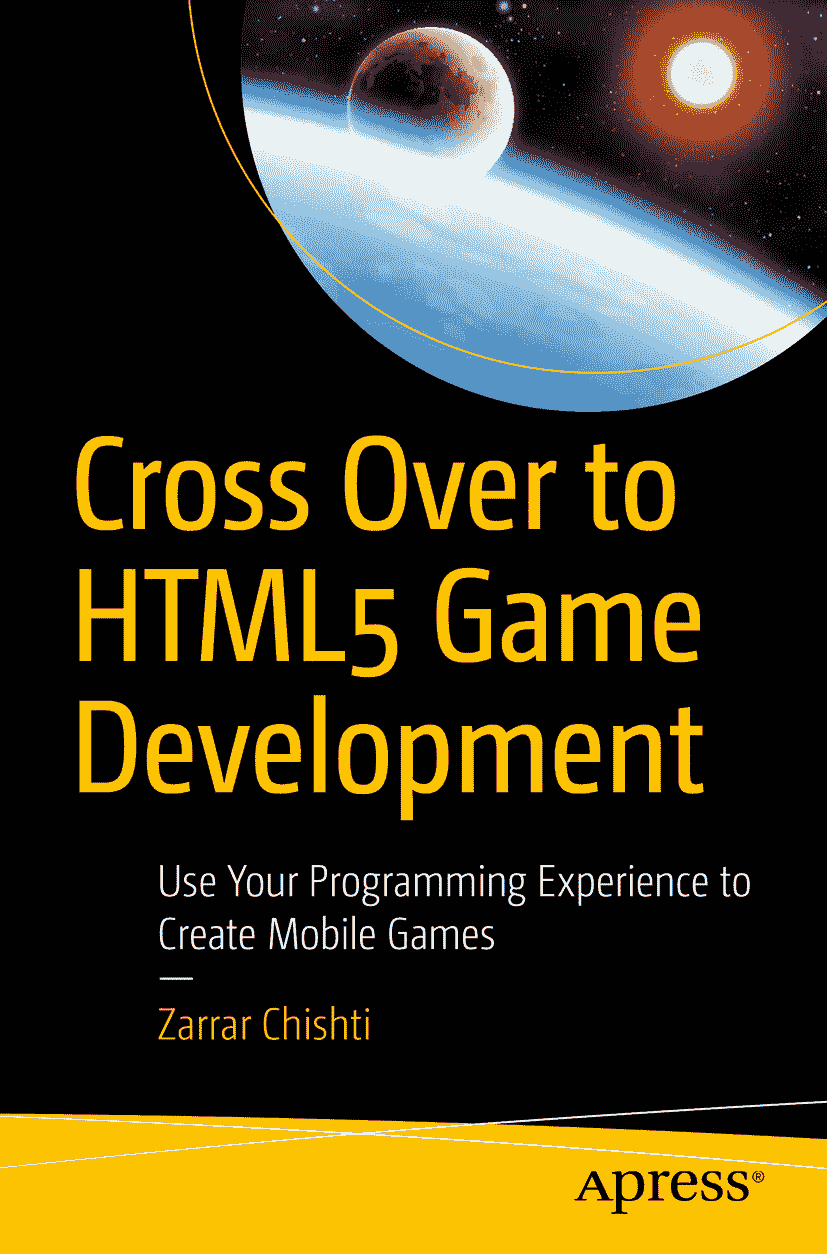 Cross Over to
HTML5 Game
Development
Use Your Programming Experience to
Create Mobile Games
Zarrar Chishti
Apress®